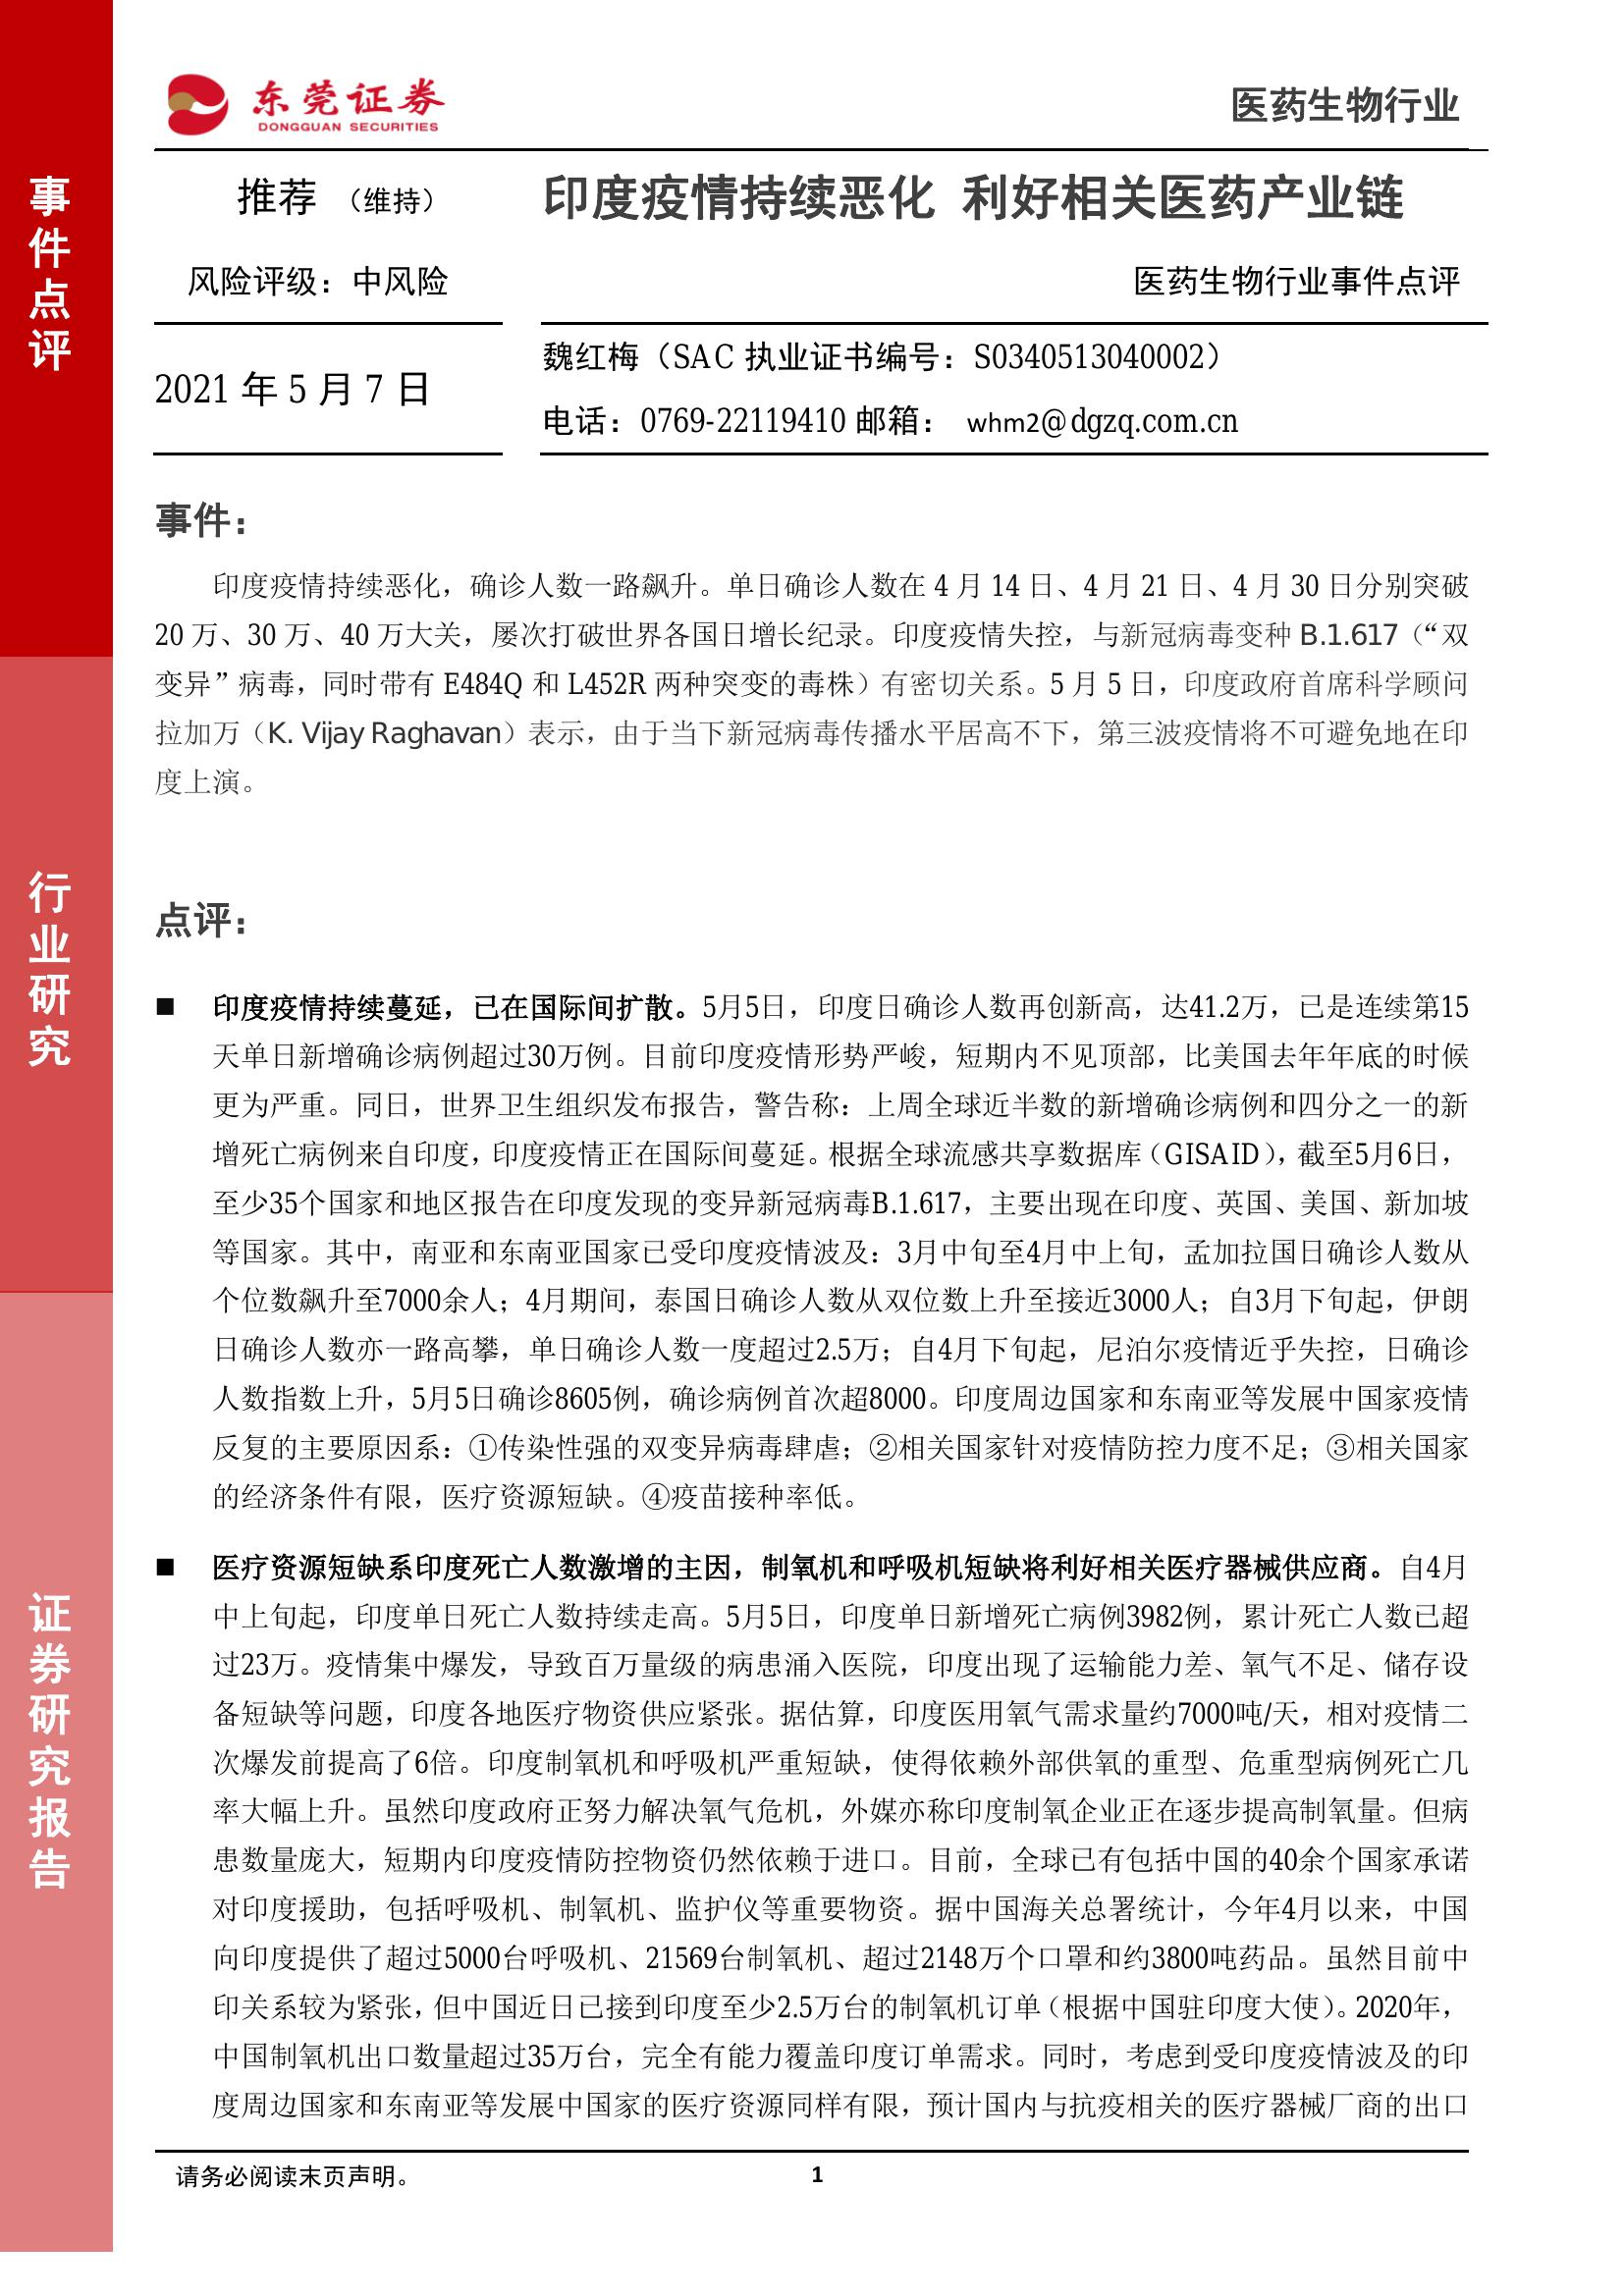 东莞证券
DONGGUAN SECURITIES
医药生物行业
推荐 （维持）
印度疫情持续恶化 利好相关医药产业链
风险评级：中风险
医药生物行业事件点评
2021 年 5 月 7 日
魏红梅（SAC 执业证书编号：S0340513040002）
电话：0769-22119410 邮箱： whm2@dgzq.com.cn
事件点评
行业研究
证券研究报告
事件：
印度疫情持续恶化，确诊人数一路飙升。单日确诊人数在 4 月 14 日、4 月 21 日、4 月 30 日分别突破
20 万、30 万、40 万大关，屡次打破世界各国日增长纪录。印度疫情失控，与新冠病毒变种 B.1.617（“双
变异”病毒，同时带有 E484Q 和 L452R 两种突变的毒株）有密切关系。5 月 5 日，印度政府首席科学顾问
拉加万（K. Vijay Raghavan）表示，由于当下新冠病毒传播水平居高不下，第三波疫情将不可避免地在印
度上演。
点评：
■ 印度疫情持续蔓延，已在国际间扩散。5月5日，印度日确诊人数再创新高，达41.2万，已是连续第15
天单日新增确诊病例超过30万例。目前印度疫情形势严峻，短期内不见顶部，比美国去年年底的时候
更为严重。同日，世界卫生组织发布报告，警告称：上周全球近半数的新增确诊病例和四分之一的新
增死亡病例来自印度，印度疫情正在国际间蔓延。根据全球流感共享数据库（GISAID），截至5月6日，
至少35个国家和地区报告在印度发现的变异新冠病毒B.1.617，主要出现在印度、英国、美国、新加坡
等国家。其中，南亚和东南亚国家已受印度疫情波及：3月中旬至4月中上旬，孟加拉国日确诊人数从
个位数飙升至7000余人；4月期间，泰国日确诊人数从双位数上升至接近3000人；自3月下旬起，伊朗
日确诊人数亦一路高攀，单日确诊人数一度超过2.5万；自4月下旬起，尼泊尔疫情近乎失控，日确诊
人数指数上升，5月5日确诊8605例，确诊病例首次超8000。印度周边国家和东南亚等发展中国家疫情
反复的主要原因系：①传染性强的双变异病毒肆虐；②相关国家针对疫情防控力度不足；③相关国家
的经济条件有限，医疗资源短缺。④疫苗接种率低。
■ 医疗资源短缺系印度死亡人数激增的主因，制氧机和呼吸机短缺将利好相关医疗器械供应商。自4月
中上旬起，印度单日死亡人数持续走高。5月5日，印度单日新增死亡病例3982例，累计死亡人数已超
过23万。疫情集中爆发，导致百万量级的病患涌入医院，印度出现了运输能力差、氧气不足、储存设
备短缺等问题，印度各地医疗物资供应紧张。据估算，印度医用氧气需求量约7000吨/天，相对疫情二
次爆发前提高了6倍。印度制氧机和呼吸机严重短缺，使得依赖外部供氧的重型、危重型病例死亡几
率大幅上升。虽然印度政府正努力解决氧气危机，外媒亦称印度制氧企业正在逐步提高制氧量。但病
患数量庞大，短期内印度疫情防控物资仍然依赖于进口。目前，全球已有包括中国的40余个国家承诺
对印度援助，包括呼吸机、制氧机、监护仪等重要物资。据中国海关总署统计，今年4月以来，中国
向印度提供了超过5000台呼吸机、21569台制氧机、超过2148万个口罩和约3800吨药品。虽然目前中
印关系较为紧张，但中国近日已接到印度至少2.5万台的制氧机订单（根据中国驻印度大使）。2020年，
中国制氧机出口数量超过35万台，完全有能力覆盖印度订单需求。同时，考虑到受印度疫情波及的印
度周边国家和东南亚等发展中国家的医疗资源同样有限，预计国内与抗疫相关的医疗器械厂商的出口
请务必阅读末页声明。
1